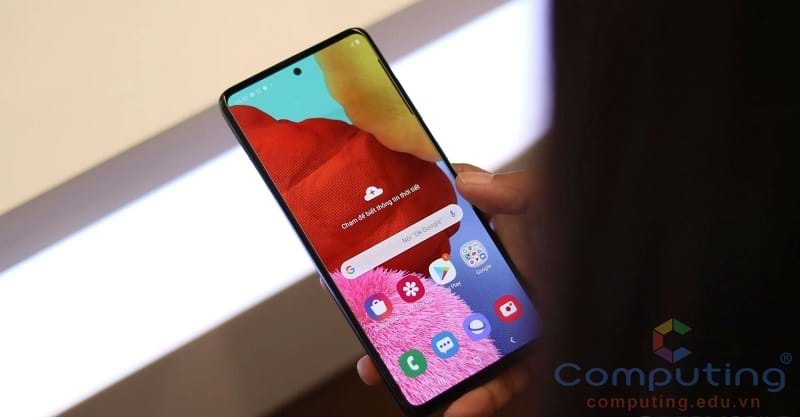 Chạm để biết thông tin thời tiết
Nói "Ok Google"
Play
Google
Computing®
computing.edu.vn